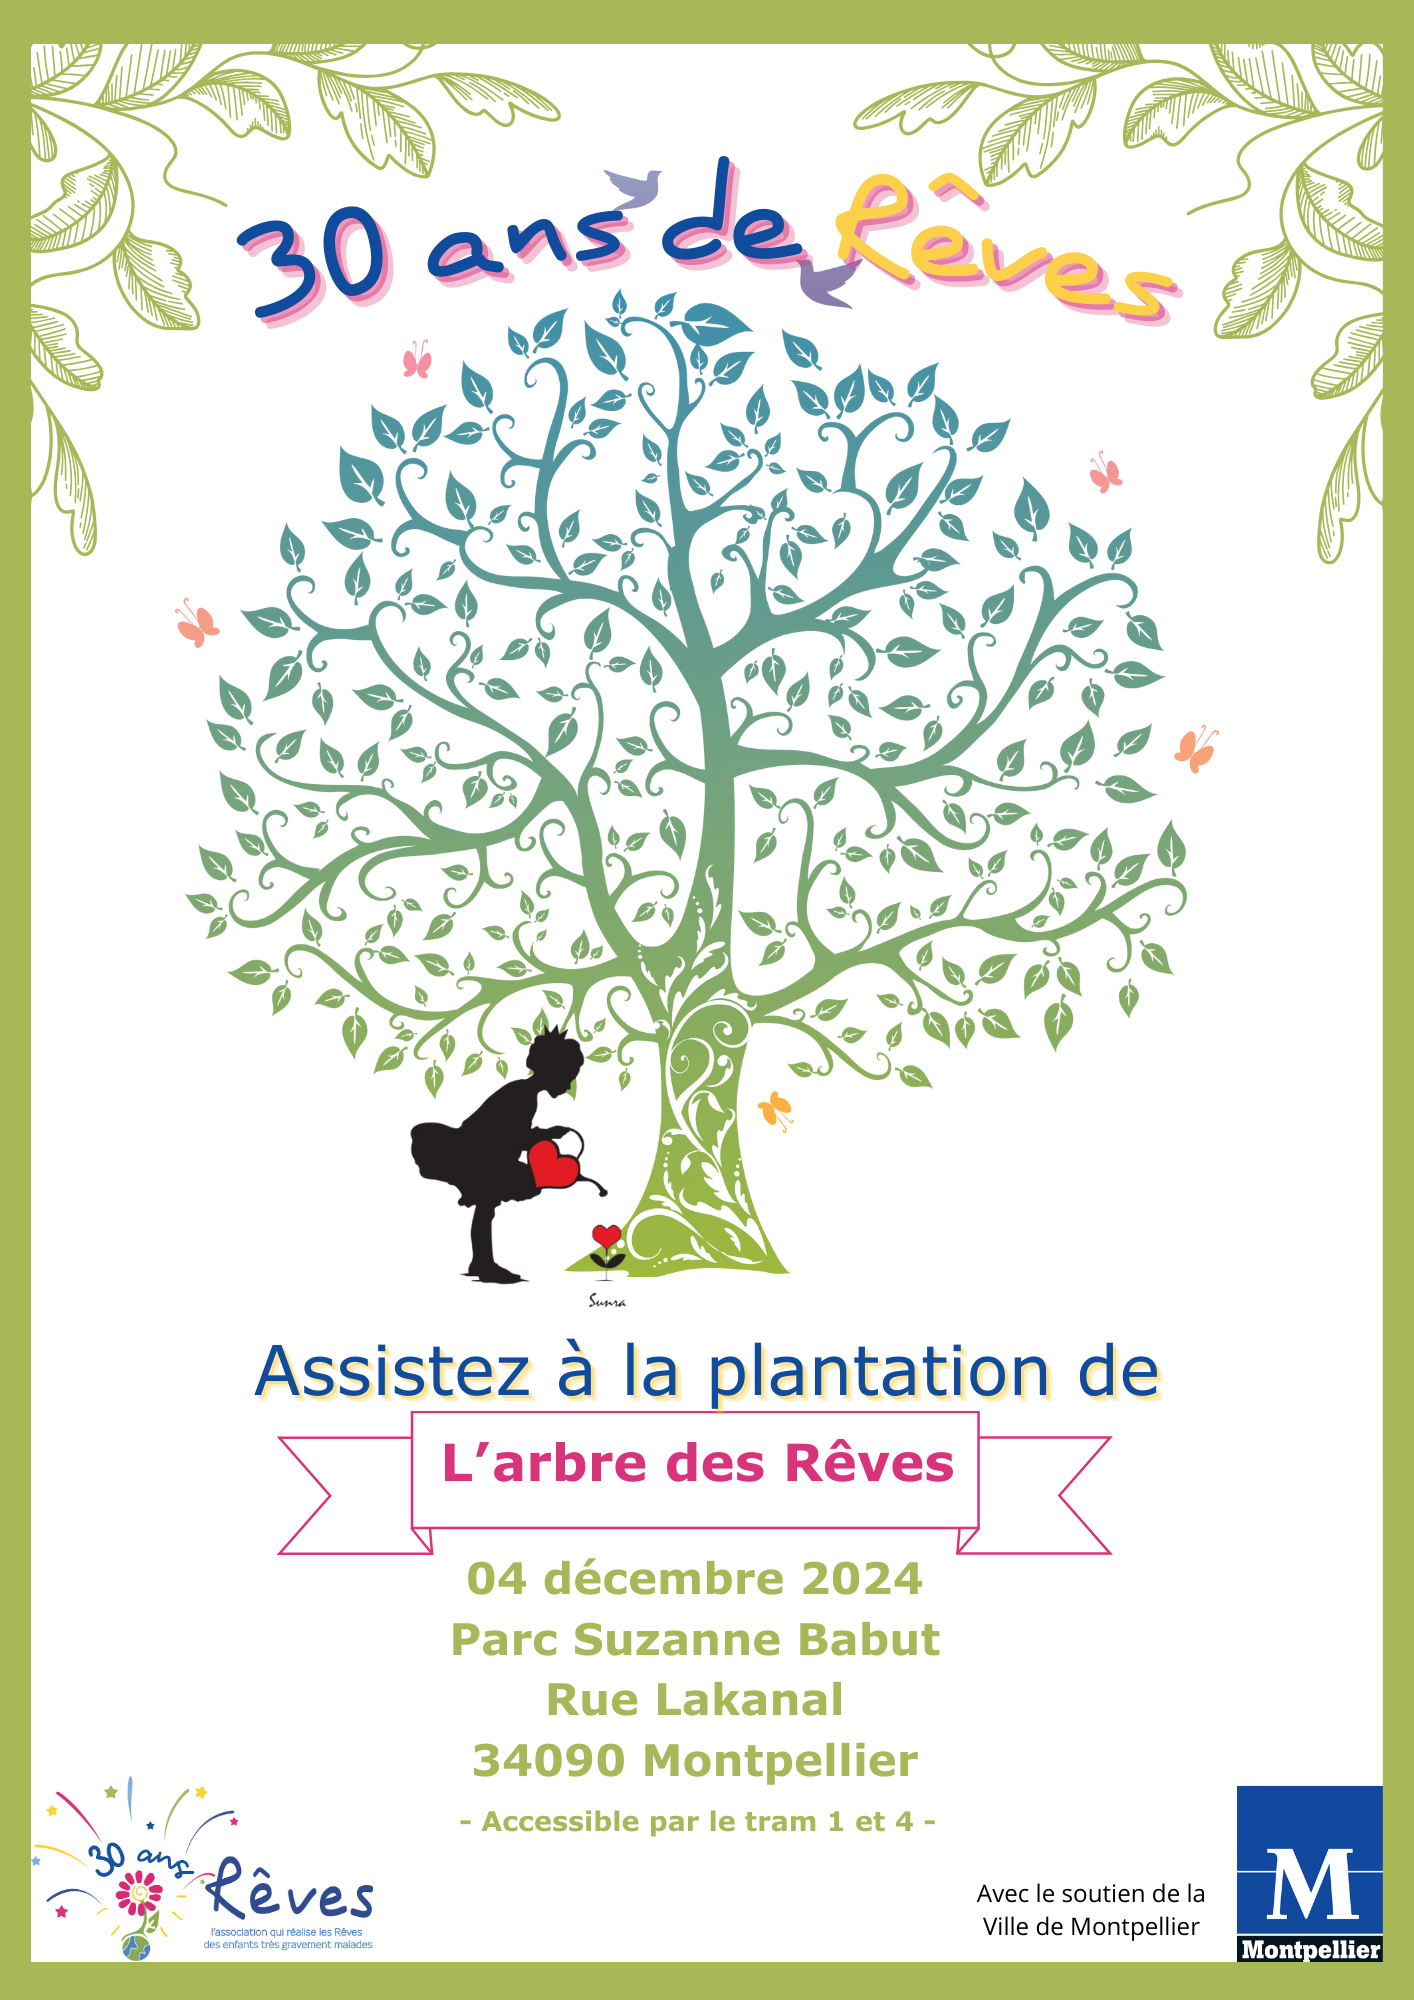 30 ans de Rêves
Sunra
Assistez à la plantation de
L’arbre des Rêves
04 décembre 2024
Parc Suzanne Babut
Rue Lakanal
34090 Montpellier
- Accessible par le tram 1 et 4 -
30 ans
Rêves
l'association qui réalise les Rêves
des enfants très gravement malades
Avec le soutien de la
Ville de Montpellier
M
Montpellier